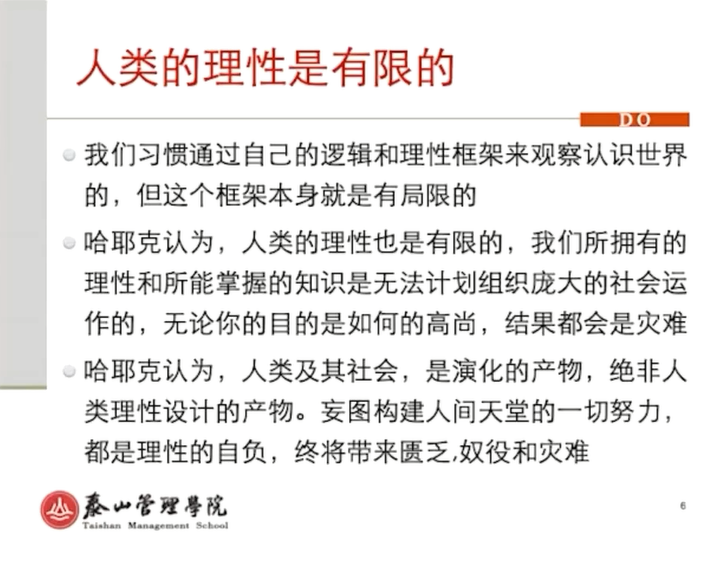 人类的理性是有限的
DO
我们习惯通过自己的逻辑和理性框架来观察认识世界
的，但这个框架本身就是有局限的
哈耶克认为，人类的理性也是有限的，我们所拥有的
理性和所能掌握的知识是无法计划组织庞大的社会运
作的，无论你的目的是如何的高尚，结果都会是灾难
哈耶克认为，人类及其社会，是演化的产物，绝非人
类理性设计的产物。妄图构建人间天堂的一切努力，
都是理性的自负，终将带来匮乏,奴役和灾难
泰山管理學院
Taishan Management School
6